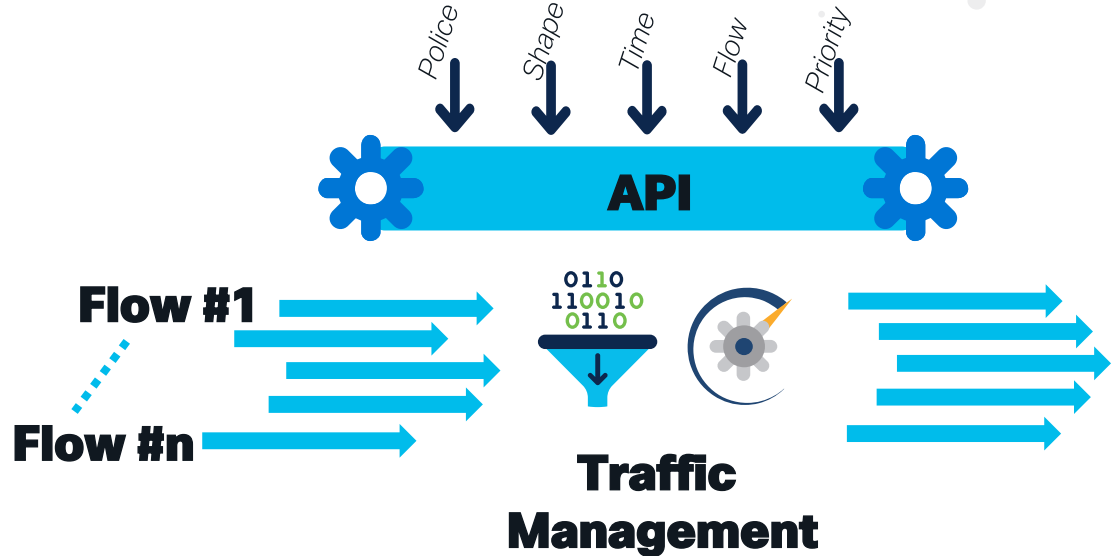 Police
Shape
Time
Flow
Priority
API
Flow #1
0110
110010
0110
Flow #n
Traffic
Management